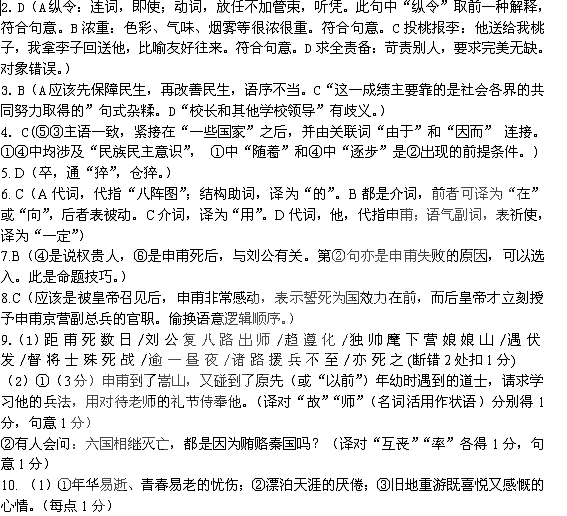 2. D（A纵令：连词，即使；动词，放任不加管束，听凭。此句中“纵令”取前一种解释，
符合句意。B浓重：色彩、气味、烟雾等很浓很重。符合句意。C投桃报李：他送给我桃
子，我拿李子回送他，比喻友好往来。符合句意。D求全责备：苛责别人，要求完美无缺。
对象错误。）
3. B（A应该先保障民生，再改善民生，语序不当。C“这一成绩主要靠的是社会各界的共
同努力取得的”句式杂糅。D“校长和其他学校领导”有歧义。）
4. C(⑤③主语一致，紧接在“一些国家”之后，并由关联词“由于”和“因而” 连接。
①④中均涉及“民族民主意识”， ①中“随着”和④中“逐步”是②出现的前提条件。）
5. D（卒，通“猝”，仓猝。）
6. C（A代词，代指“八阵图”；结构助词，译为“的”。B都是介词，前者可译为“在”
或“向”，后者表被动。C介词，译为“用”。D代词，他，代指申甫；语气副词，表祈使，
译为“一定”）
7.B（④是说权贵人，⑥是申甫死后，与刘公有关。第②句亦是申甫失败的原因，可以选
入。此是命题技巧。）
8.C（应该是被皇帝召见后，申甫非常感动，表示誓死为国效力在前，而后皇帝才立刻授
予申甫京营副总兵的官职。偷换语意逻辑顺序。）
9.（1）距甫死数日/刘公复八路出师/趋遵化/独帅麾下营娘娘山/遇伏
发/督将士殊死战/逾一昼夜/诸路援兵不至/亦死之(断错2处扣1分）
（2）①（3分）申甫到了嵩山，又碰到了原先（或“以前”）年幼时遇到的道士，请求学
习他的兵法，用对待老师的礼节侍奉他。（译对“故”“师”（名词活用作状语）分别得1
分，句意1分）
②有人会问：六国相继灭亡，都是因为贿赂秦国吗？（译对“互丧”“率”各得1分，句
意1分）
10.（1）①年华易逝、青春易老的忧伤；②漂泊天涯的厌倦；③旧地重游既喜悦又感慨的
心情。（每点1分）